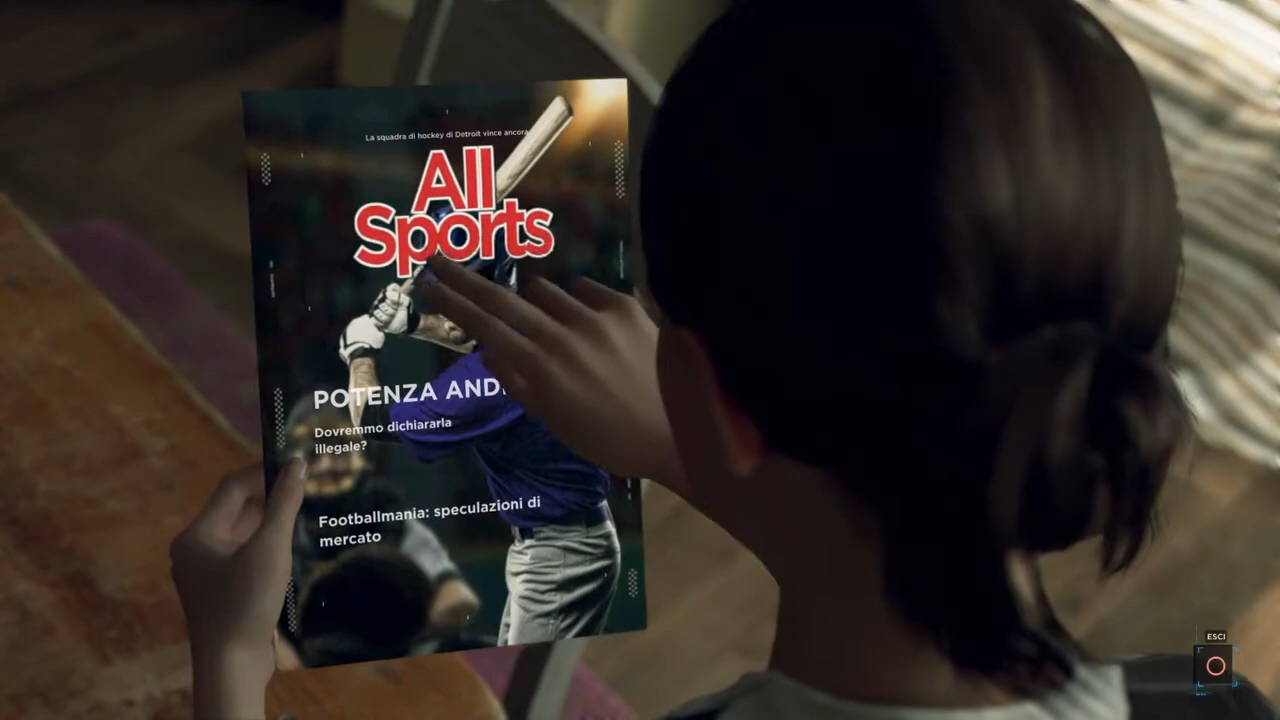 La squadra di hockey di Detroit vince ancora
All
Sports
POTENZA
Dovremmo dichiararla
illegale?
Footballmania: speculazioni di
mercato
ESCI